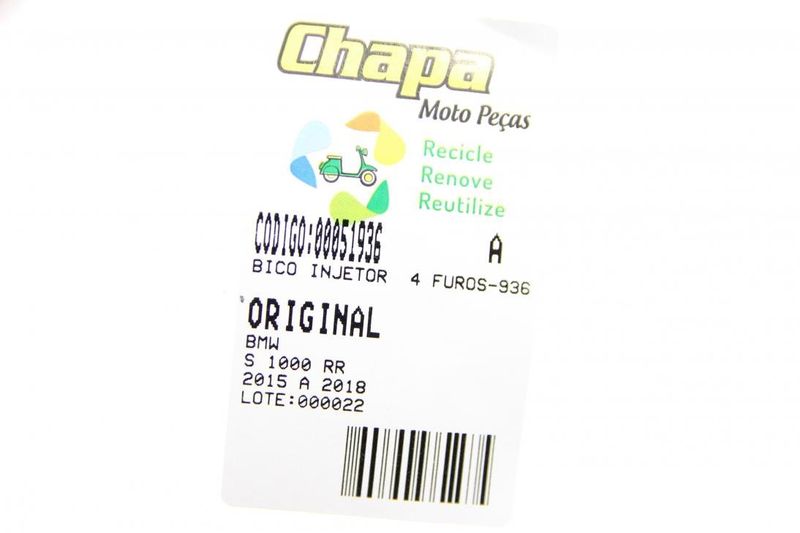 Chapa
Moto Peças
Recicle
Renove
Reutilize
CODIGO:00051936 A
BICO INJETOR 4 FUROS-936
ORIGINAL
BMW
S 1000 RR
2015 A 2018
LOTE:000022